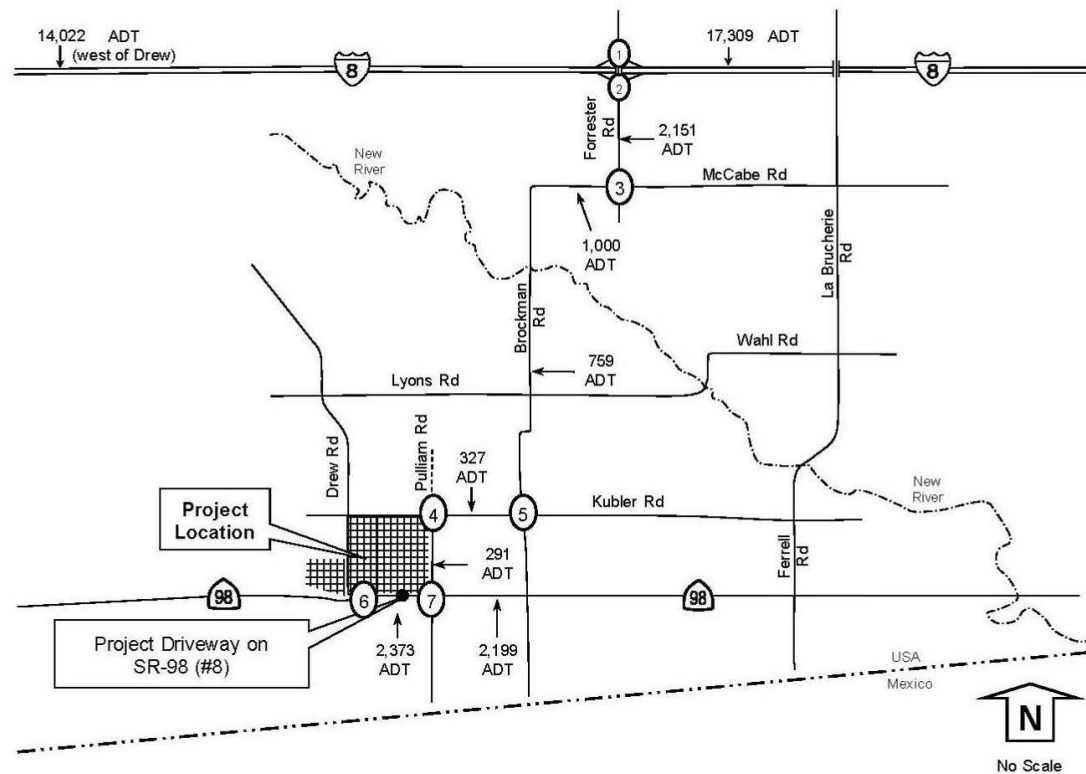 14,022 ADT
(west of Drew)
17,309 ADT
8
1
8
2
Forrester
Rd
2,151
ADT
New
River
3
McCabe Rd
1,000
ADT
La Brucherie
Rd
Brockman
Rd
Wahl Rd
759
ADT
Lyons Rd
Drew Rd
Pulliam Rd
327
ADT
New
River
Project
Location
4
5
Kubler Rd
291
ADT
Ferrell
Rd
98
6
7
98
Project Driveway on
SR-98 (#8)
2,373
ADT
2,199
ADT
USA
Mexico
N
No Scale